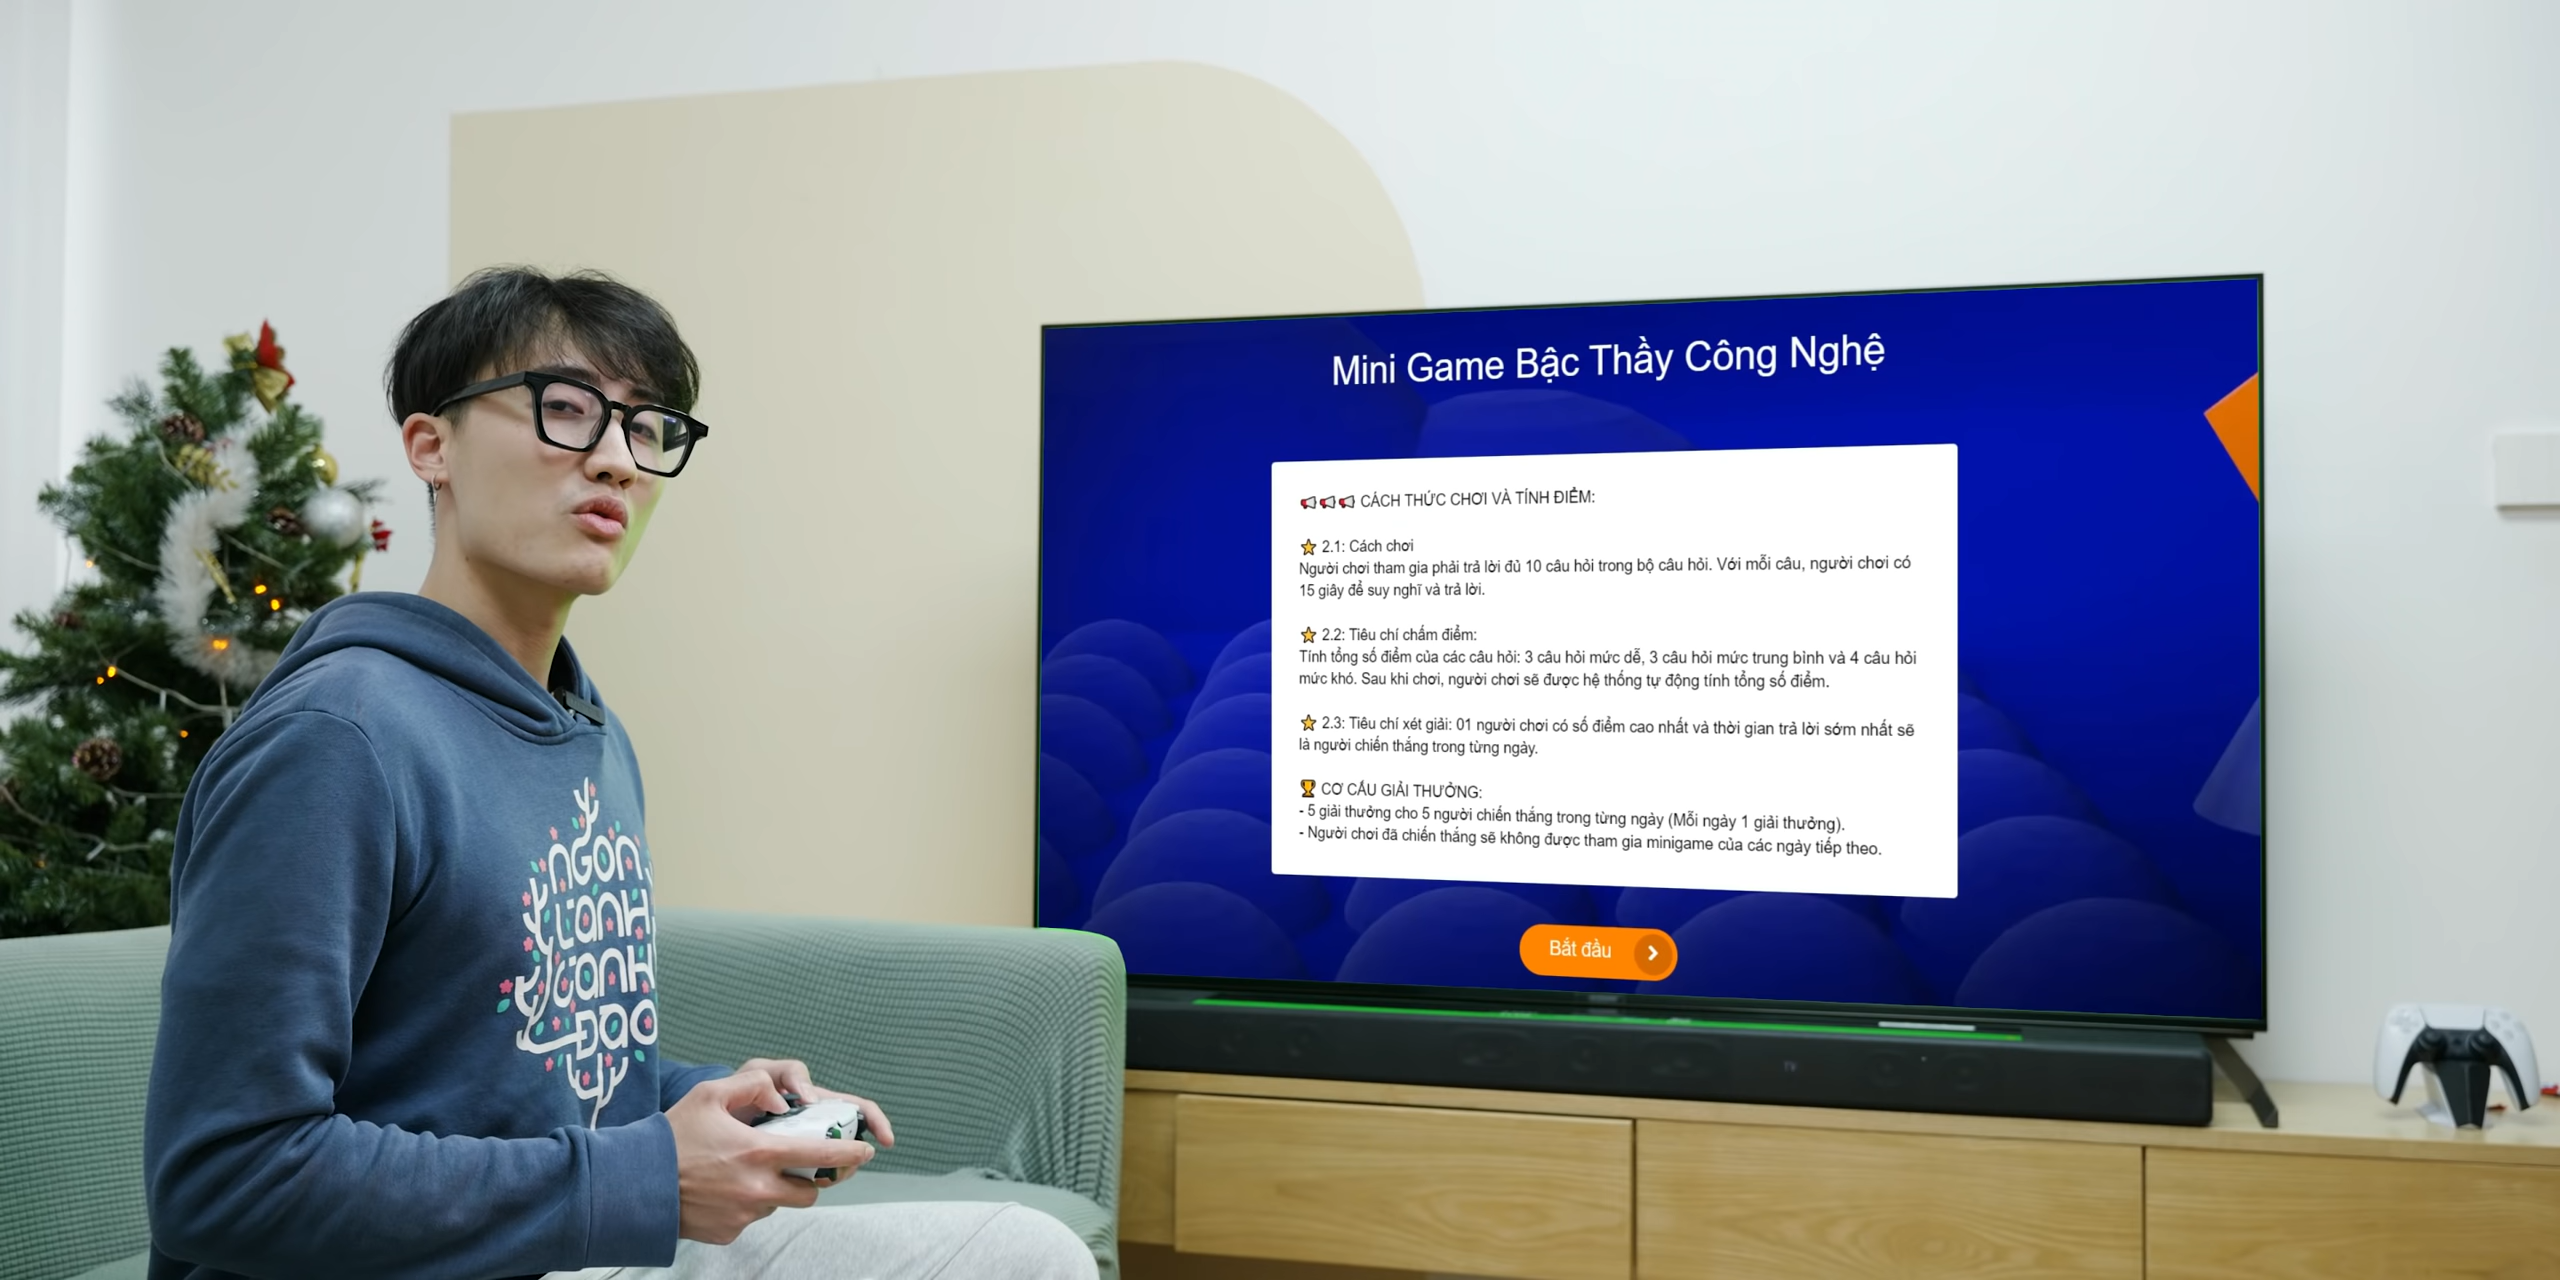 Mini Game Bậc Thầy Công Nghệ
CÁCH THỨC CHƠI VÀ TÍNH ĐIỂM:
2.1: Cách chơi
Người chơi tham gia phải trả lời đủ 10 câu hỏi trong bộ câu hỏi. Với mỗi câu, người chơi có
15 giây để suy nghĩ và trả lời.
2.2: Tiêu chí chấm điểm:
Tính tổng số điểm của các câu hỏi: 3 câu hỏi mức dễ, 3 câu hỏi mức trung bình và 4 câu hỏi
mức khó. Sau khi chơi, người chơi sẽ được hệ thống tự động tính tổng số điểm.
2.3: Tiêu chí xét giải: 01 người chơi có số điểm cao nhất và thời gian trả lời sớm nhất sẽ
là người chiến thắng trong từng ngày.
CƠ CẤU GIẢI THƯỞNG:
- 5 giải thưởng cho 5 người chiến thắng trong từng ngày (Mỗi ngày 1 giải thưởng).
- Người chơi đã chiến thắng sẽ không được tham gia minigame của các ngày tiếp theo.
Bắt đầu
NGỌN
LÀNH
CÀNH
ĐÀO